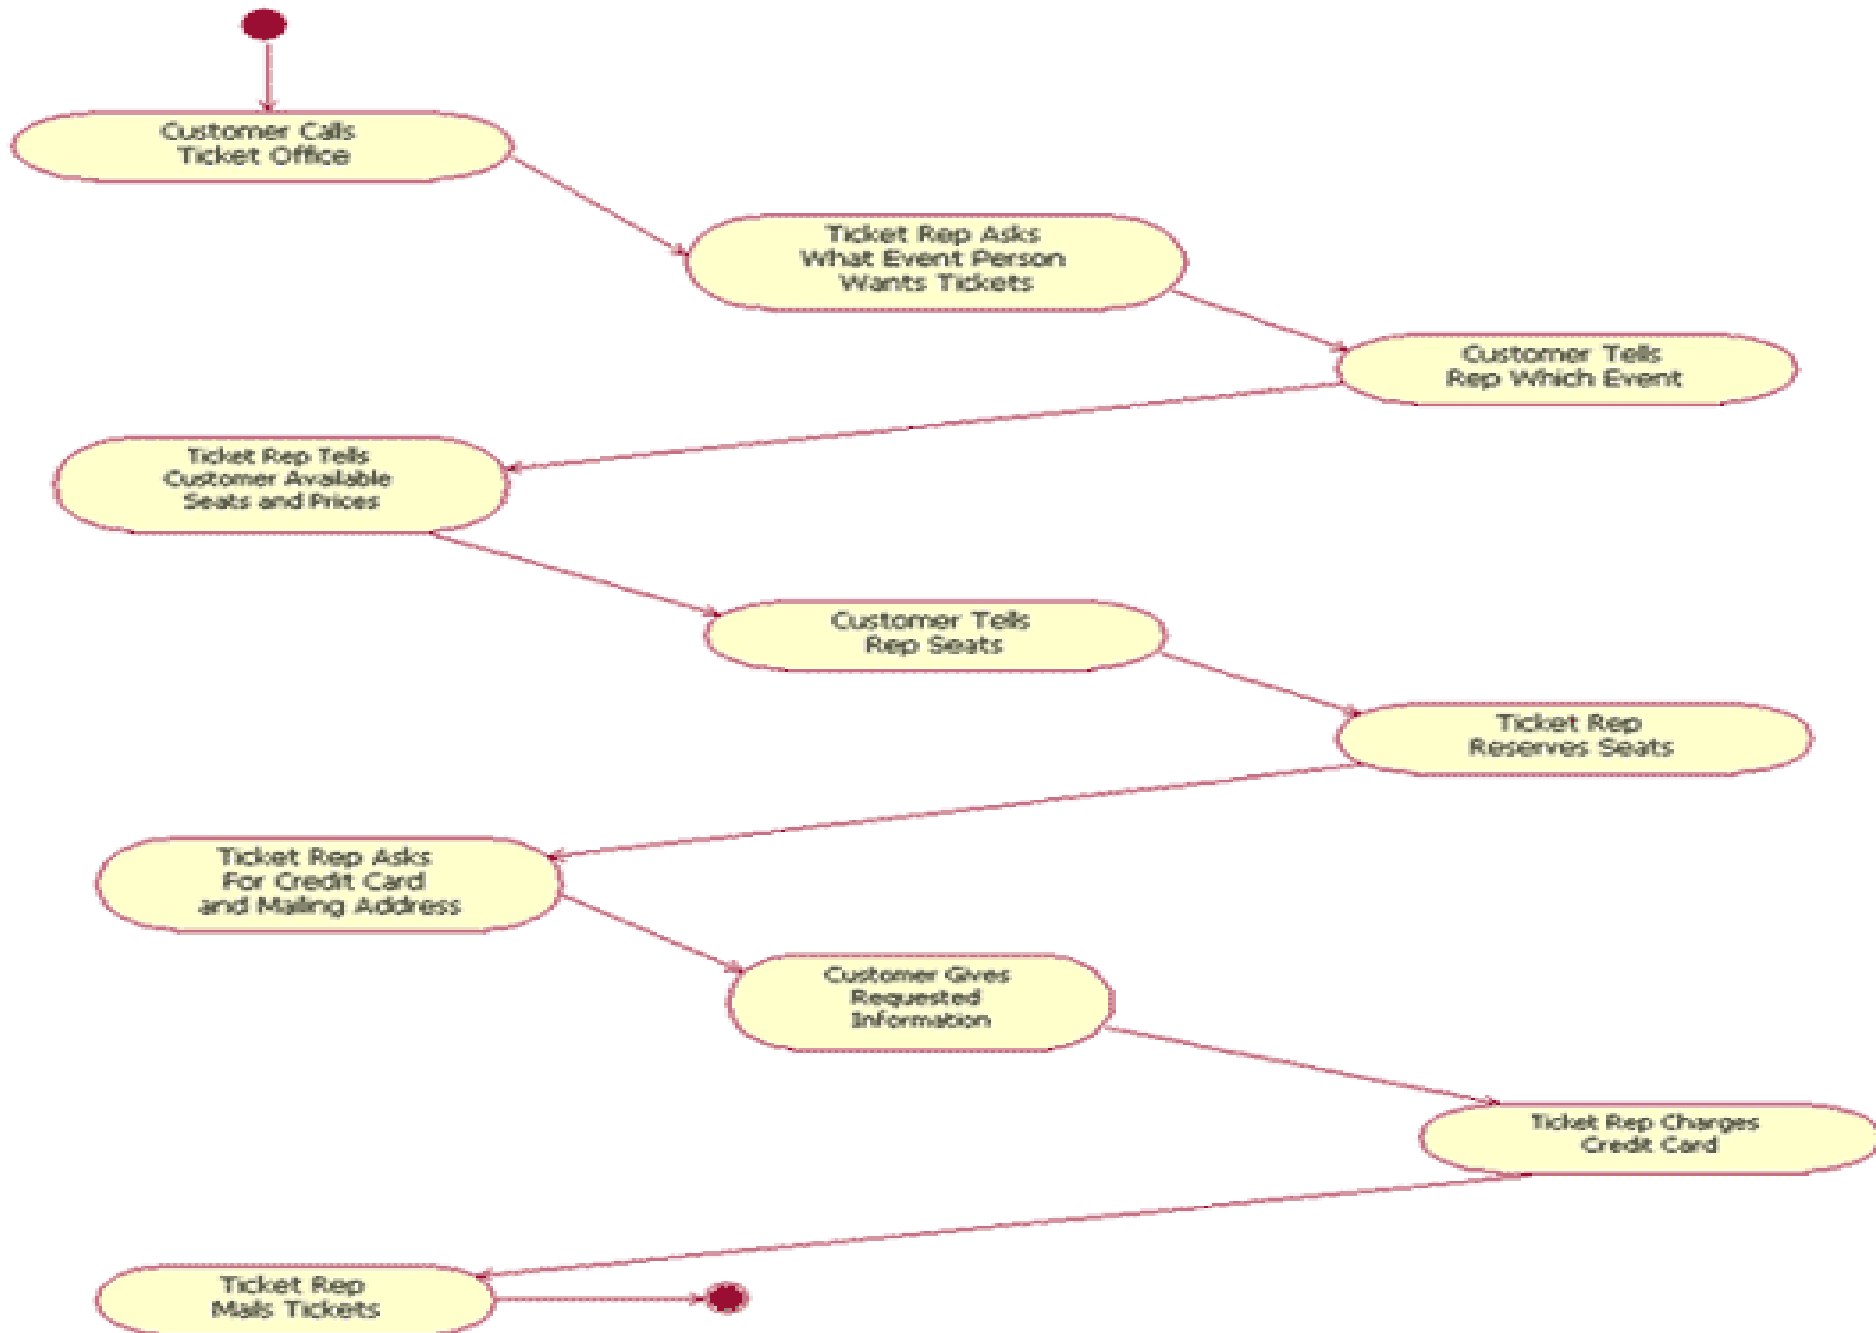 Customer Calls
Ticket Office
Ticket Rep Asks
What Event Person
Wants Tickets
Customer Tells
Rep Which Event
Ticket Rep Tells
Customer Available
Seats and Prices
Customer Tells
Rep Seats
Ticket Rep
Reserves Seats
Ticket Rep Asks
For Credit Card
and Mailing Address
Customer Gives
Requested
Information
Ticket Rep Charges
Credit Card
Ticket Rep
Mails Tickets